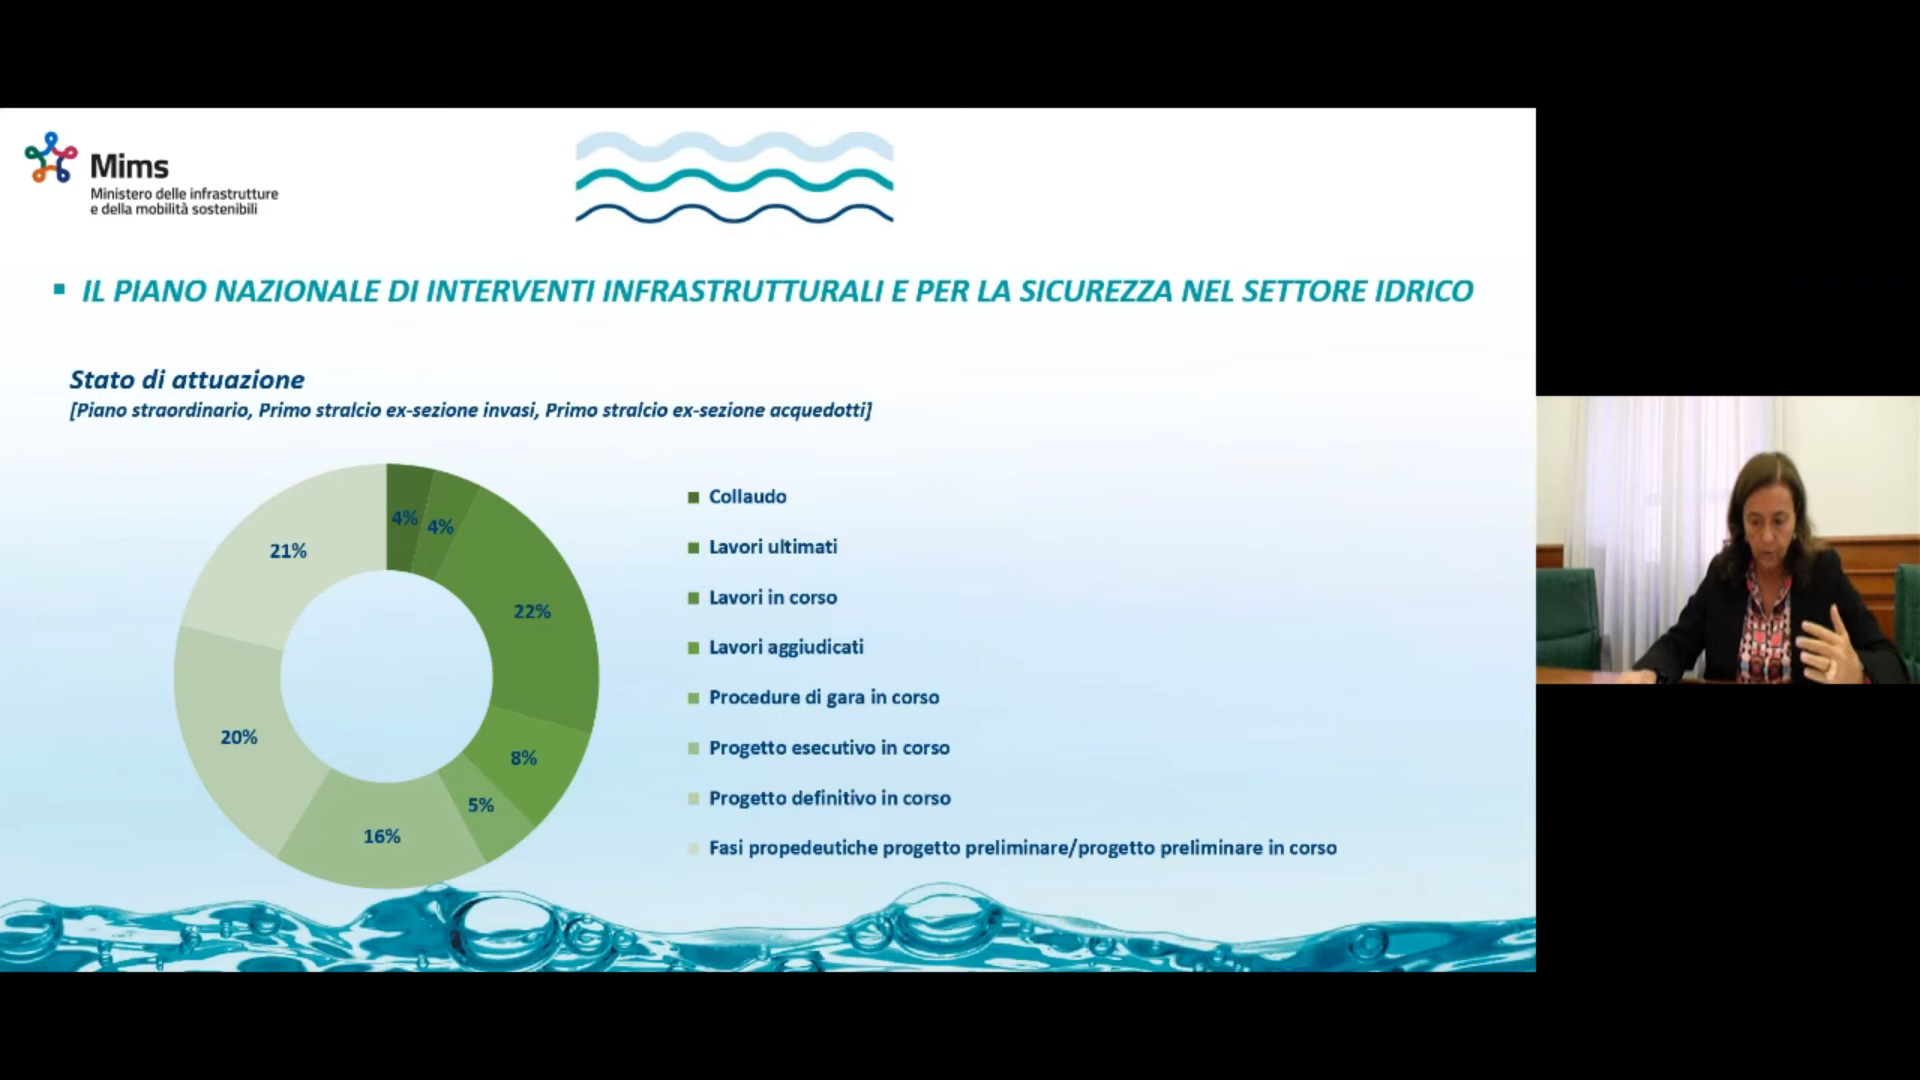 Mims
Ministero delle infrastrutture
e della mobilità sostenibili
IL PIANO NAZIONALE DI INTERVENTI INFRASTRUTTURALI E PER LA SICUREZZA NEL SETTORE IDRICO
Stato di attuazione
[Piano straordinario, Primo stralcio ex-sezione invasi, Primo stralcio ex-sezione acquedotti]
4%
4%
22%
8%
5%
16%
20%
21%
Collaudo
Lavori ultimati
Lavori in corso
Lavori aggiudicati
Procedure di gara in corso
Progetto esecutivo in corso
Progetto definitivo in corso
Fasi propedeutiche progetto preliminare/progetto preliminare in corso